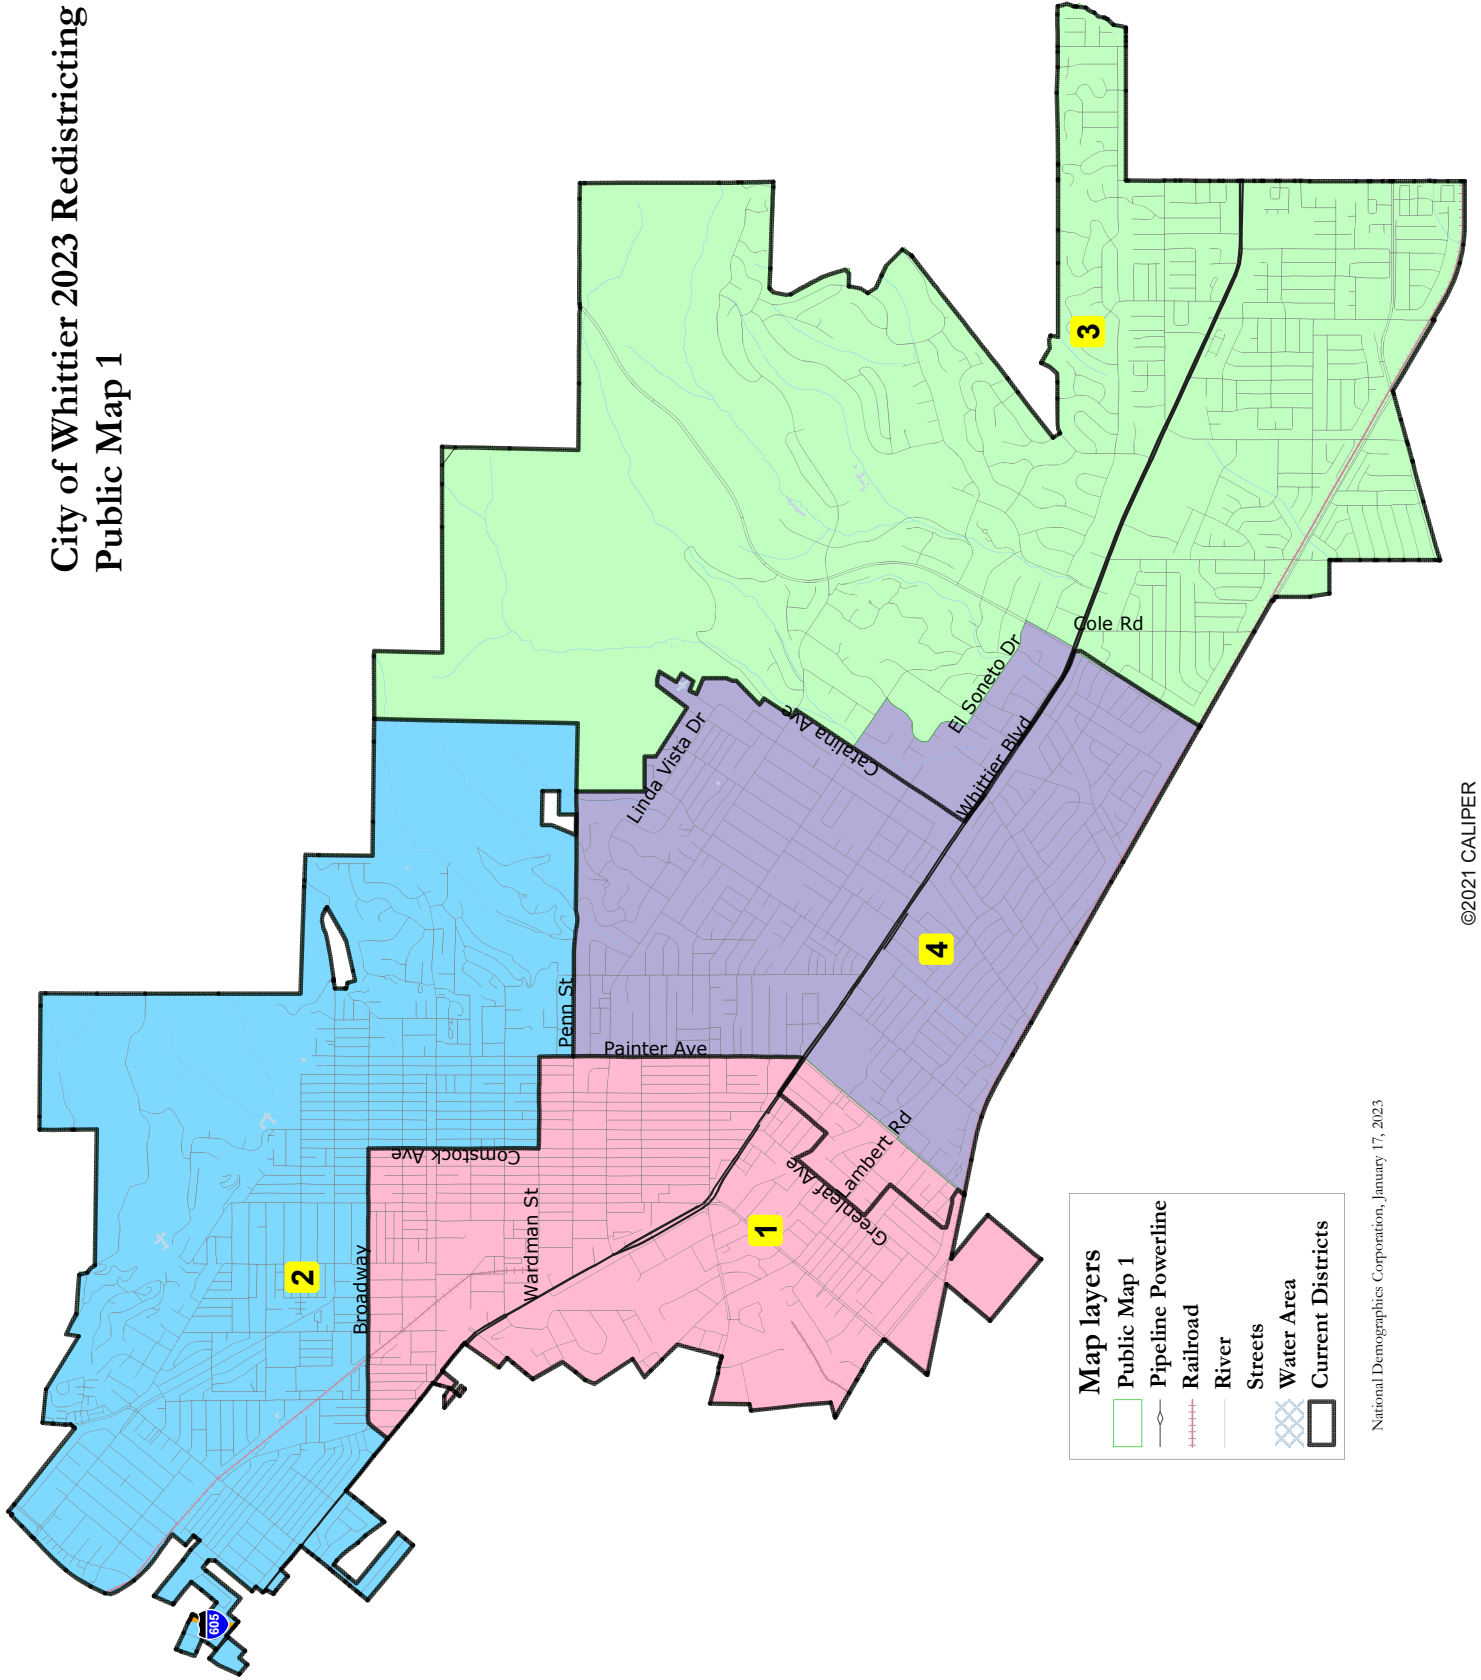 City of Whittier 2023 Redistricting
Public Map 1
3
Cole Rd
El Soneto Dr
Catalina Ave
Linda Vista Dr
Whittier Blvd
4
Penn St
Painter Ave
Comstock Ave
Lambert Rd
Greenleaf Ave
Wardman St
1
Broadway
2
605
Map layers
Public Map 1
Pipeline Powerline
Railroad
River
Streets
Water Area
Current Districts
National Demographics Corporation, January 17, 2023
©2021 CALIPER